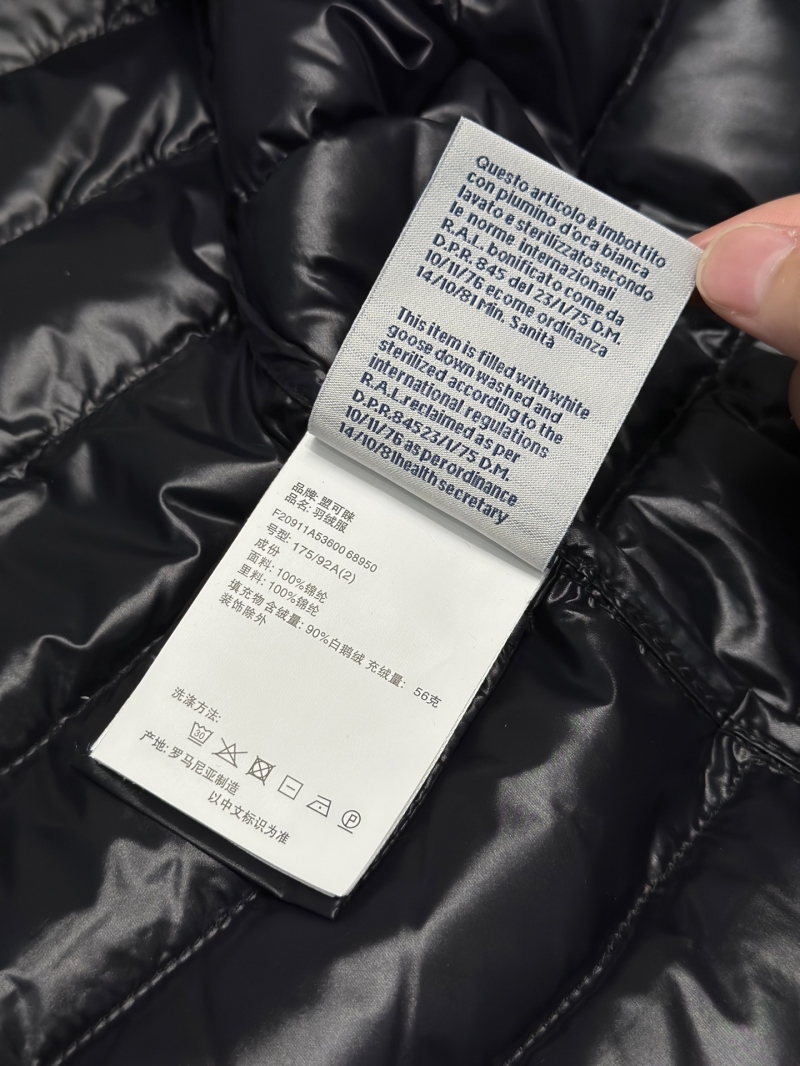 Questo articolo è imbottito
con piumino d'oca bianca
lavato e sterilizzato secondo
le norme internazionali
R.A.L. bonificato come da
D.P.R. 845 del 23/1/75 D.M.
10/11/76 ecome ordinanza
14/10/81 Min. Sanità
This item is filled with white
goose down washed and
sterilized according to the
international regulations
R.A.L. reclaimed as per
D.P.R.84523/1/75 D.M.
10/11/76 as per ordinance
14/10/81health secretary
品牌: 盟可睐
品名: 羽绒服
F20911A53600 68950
号型: 175/92A(2)
成份
面料: 100%锦纶
里料: 100%锦纶
填充物含绒量: 90%白鹅绒 充绒量: 56克
装饰除外
洗涤方法:
30 P
产地: 罗马尼亚制造
以中文标识为准